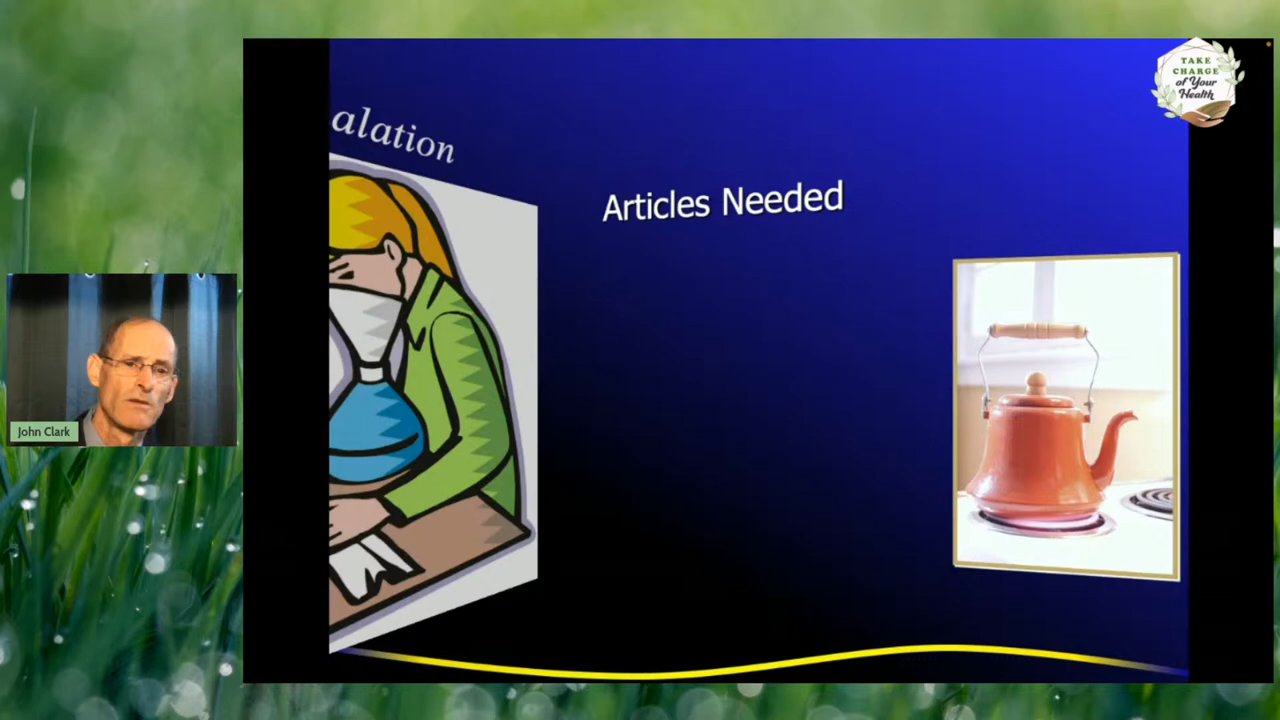 alation
Articles Needed
TAKE
CHARGE
of Your
Health
John Clark